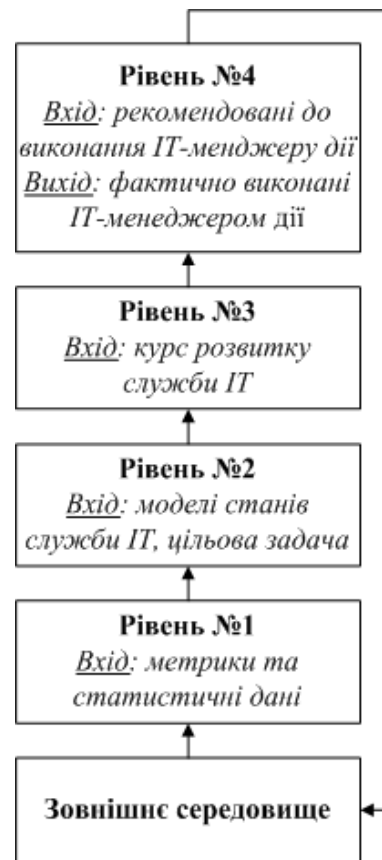 Рівень №4
Вхід: рекомендовані до
виконання ІТ-менджеру дії
Вихід: фактично виконані
ІТ-менеджером дії
Рівень №3
Вхід: курс розвитку
служби ІТ
Рівень №2
Вхід: моделі станів
служби ІТ, цільова задача
Рівень №1
Вхід: метрики та
статистичні дані
Зовнішнє середовище